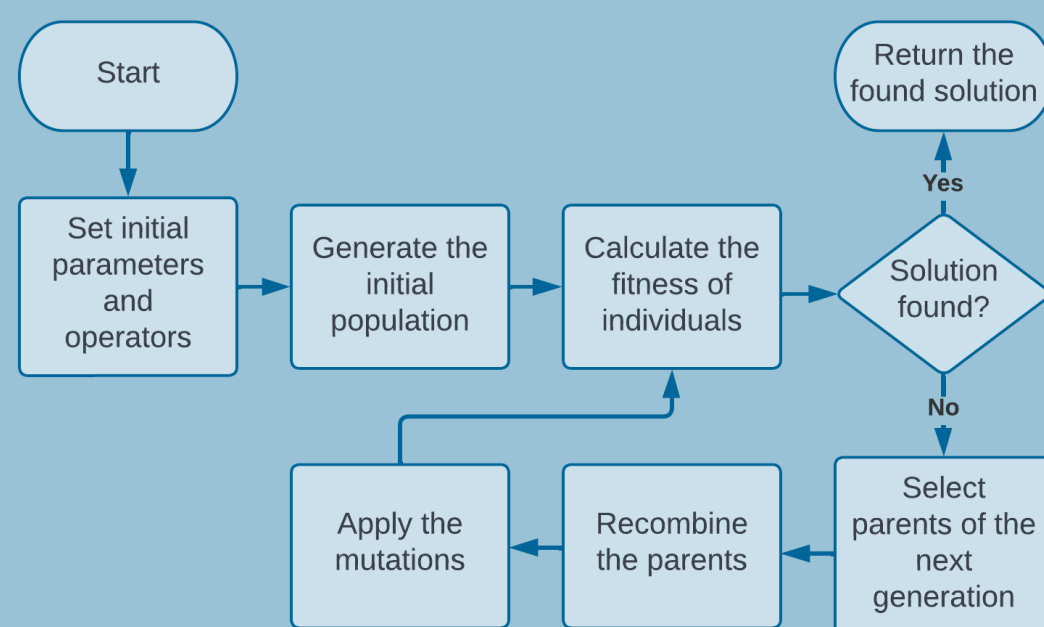 Start
Set initial
parameters
and
operators
Generate the
initial
population
Calculate the
fitness of
individuals
Solution
found?
Yes
Return the
found solution
No
Select
parents of the
next
generation
Recombine
the parents
Apply the
mutations